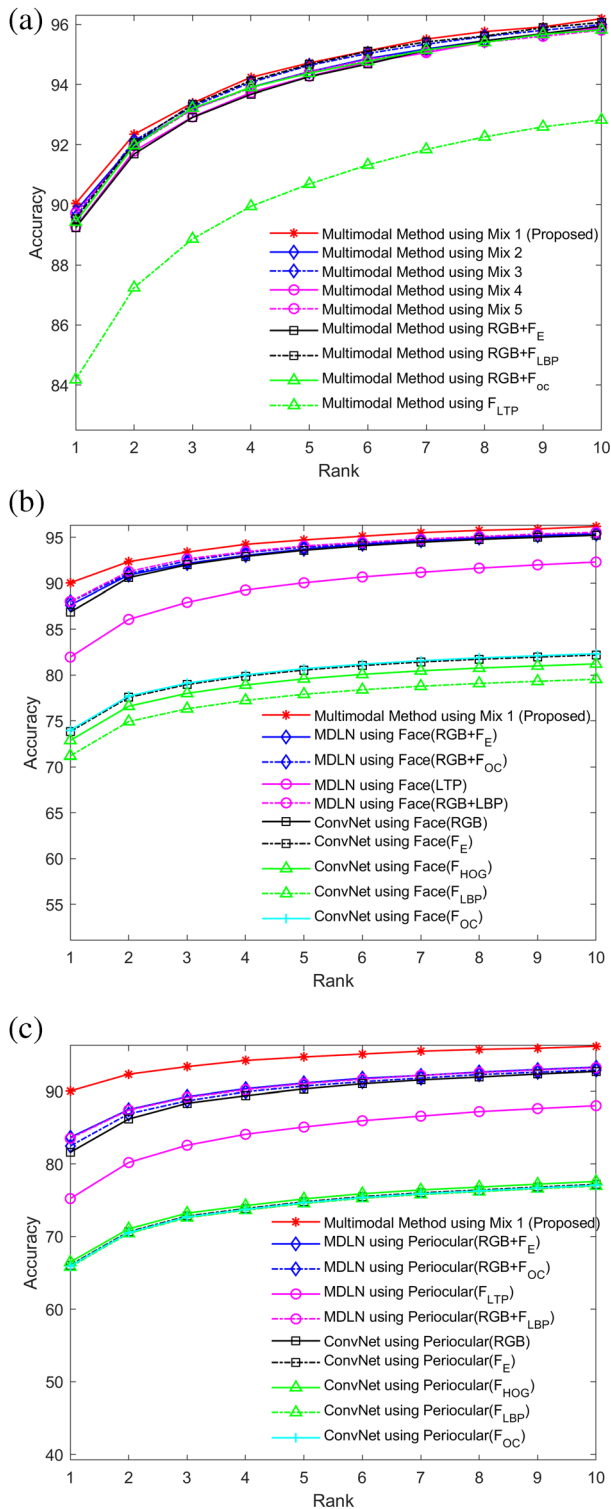 (a)
96
94
92
90
88
86
84
Accuracy
Multimodal Method using Mix 1 (Proposed)
Multimodal Method using Mix 2
Multimodal Method using Mix 3
Multimodal Method using Mix 4
Multimodal Method using Mix 5
Multimodal Method using RGB+F_E
Multimodal Method using RGB+F_LBP
Multimodal Method using RGB+F_oc
Multimodal Method using F_LTP
1 2 3 4 5 6 7 8 9 10
Rank
(b)
95
90
85
80
75
70
65
60
55
Accuracy
Multimodal Method using Mix 1 (Proposed)
MDLN using Face(RGB+F_E)
MDLN using Face(RGB+F_OC)
MDLN using Face(LTP)
MDLN using Face(RGB+LBP)
ConvNet using Face(RGB)
ConvNet using Face(F_E)
ConvNet using Face(F_HOG)
ConvNet using Face(F_LBP)
ConvNet using Face(F_OC)
1 2 3 4 5 6 7 8 9 10
Rank
(c)
90
80
70
60
50
40
Accuracy
Multimodal Method using Mix 1 (Proposed)
MDLN using Periocular(RGB+F_E)
MDLN using Periocular(RGB+F_OC)
MDLN using Periocular(F_LTP)
MDLN using Periocular(RGB+F_LBP)
ConvNet using Periocular(RGB)
ConvNet using Periocular(F_E)
ConvNet using Periocular(F_HOG)
ConvNet using Periocular(F_LBP)
ConvNet using Periocular(F_OC)
1 2 3 4 5 6 7 8 9 10
Rank